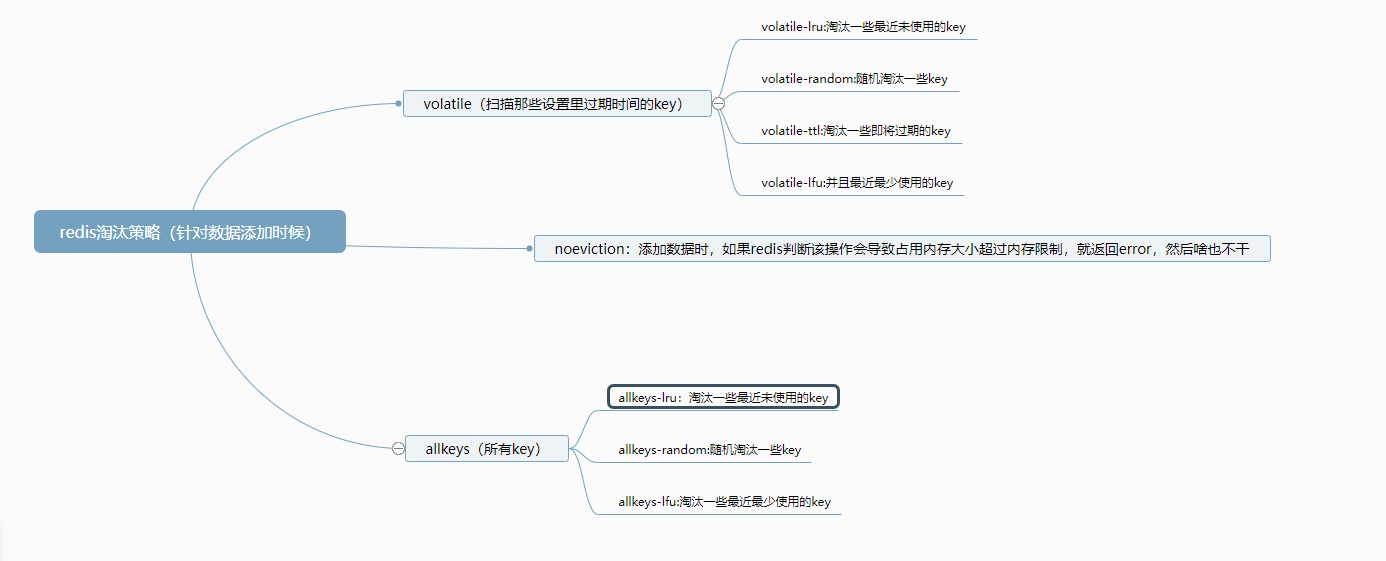 volatile-lru:淘汰一些最近未使用的key
volatile-random:随机淘汰一些key
volatile（扫描那些设置里过期时间的key）
volatile-ttl:淘汰一些即将过期的key
volatile-lfu:并且最近最少使用的key
redis淘汰策略（针对数据添加时候）
noeviction：添加数据时，如果redis判断该操作会导致占用内存大小超过内存限制，就返回error，然后啥也不干
allkeys-lru：淘汰一些最近未使用的key
allkeys（所有key）
allkeys-random:随机淘汰一些key
allkeys-lfu:淘汰一些最近最少使用的key